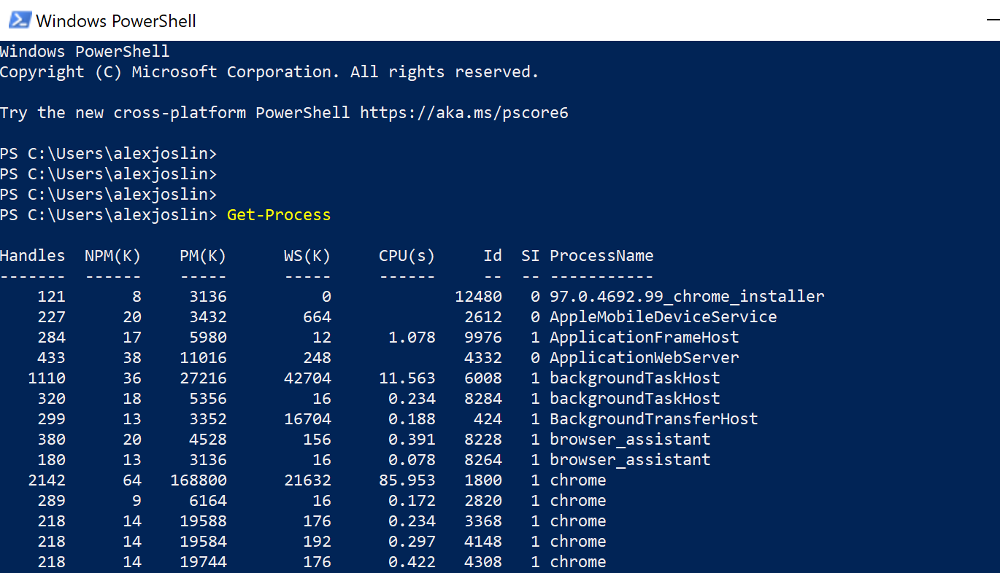 Windows PowerShell
Windows PowerShell
Copyright (C) Microsoft Corporation. All rights reserved.
Try the new cross-platform PowerShell https://aka.ms/pscore6
PS C:\Users\alexjoslin>
PS C:\Users\alexjoslin>
PS C:\Users\alexjoslin>
PS C:\Users\alexjoslin> Get-Process
Handles  NPM(K)    PM(K)      WS(K)     CPU(s)     Id  SI ProcessName
-------  ------    -----      -----     ------     --  -- -----------
    121       8     3136          0             12480   0 97.0.4692.99_chrome_installer
    227      20     3432        664              2612   0 AppleMobileDeviceService
    284      17     5980         12      1.078   9976   1 ApplicationFrameHost
    433      38    11016        248              4332   0 ApplicationWebServer
   1110      36    27216      42704     11.563   6008   1 backgroundTaskHost
    320      18     5356         16      0.234   8284   1 backgroundTaskHost
    299      13     3352      16704      0.188    424   1 BackgroundTransferHost
    380      20     4528        156      0.391   8228   1 browser_assistant
    180      13     3136         16      0.078   8264   1 browser_assistant
   2142      64   168800      21632     85.953   1800   1 chrome
    289       9     6164         16      0.172   2820   1 chrome
    218      14    19588        176      0.234   3368   1 chrome
    218      14    19584        192      0.297   4148   1 chrome
    218      14    19744        176      0.422   4308   1 chrome